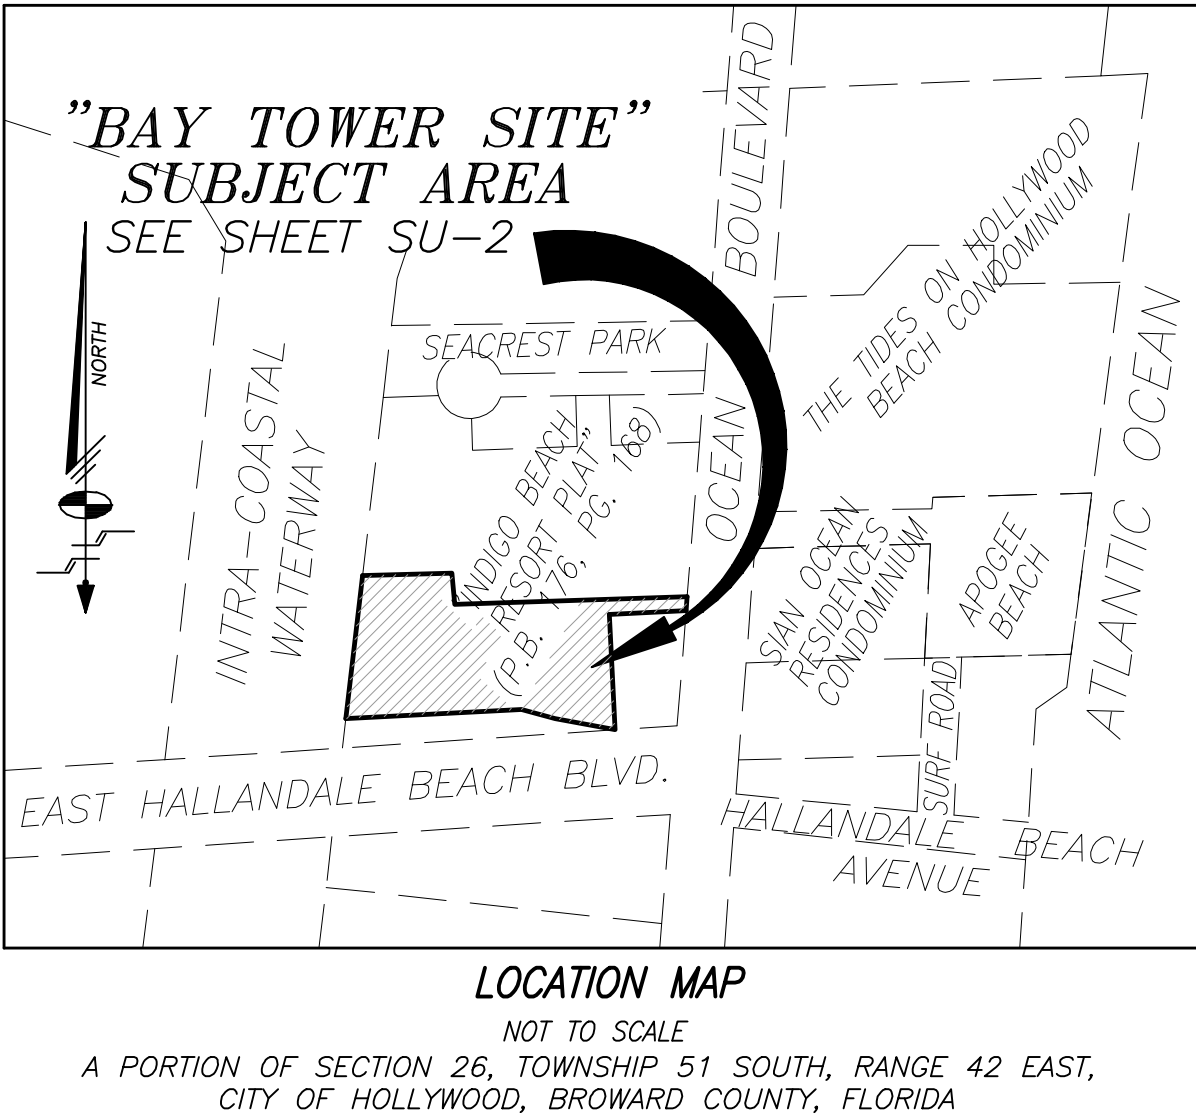 "BAY TOWER SITE"
SUBJECT AREA
SEE SHEET SU-2
NORTH
BOULEVARD
OCEAN
SEACREST PARK
THE TIDES ON HOLLYWOOD
BEACH CONDOMINIUM
ATLANTIC OCEAN
INTRA-COASTAL
WATERWAY
"INDIGO BEACH
RESORT PLAT"
(P.B. 176, PG. 168)
SIAN OCEAN
RESIDENCES
CONDOMINIUM
APOGEE
BEACH
SURF ROAD
EAST HALLANDALE BEACH BLVD.
HALLANDALE BEACH
AVENUE
LOCATION MAP
NOT TO SCALE
A PORTION OF SECTION 26, TOWNSHIP 51 SOUTH, RANGE 42 EAST,
CITY OF HOLLYWOOD, BROWARD COUNTY, FLORIDA